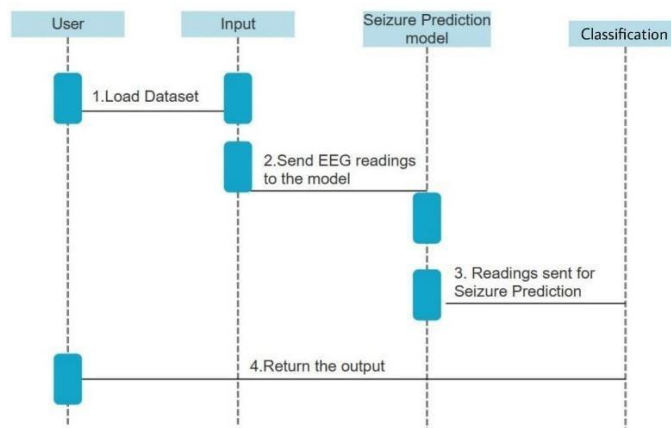 User
Input
Seizure Prediction
model
Classification
1.Load Dataset
2.Send EEG readings
to the model
3. Readings sent for
Seizure Prediction
4.Return the output